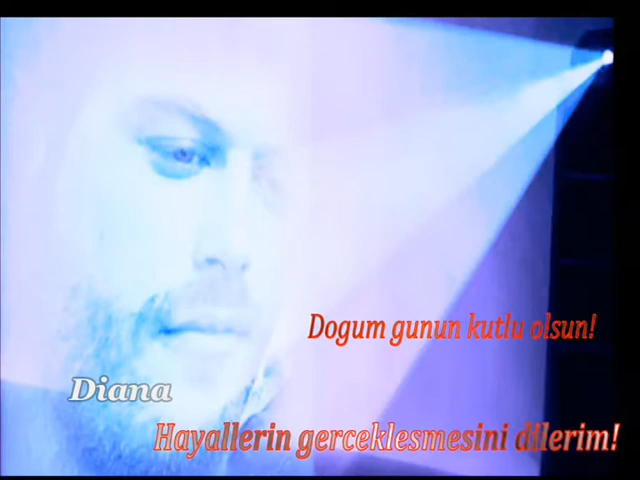 Dogum gunun kutlu olsun!
Diana
Hayallerin gerceklesmesini dilerim!